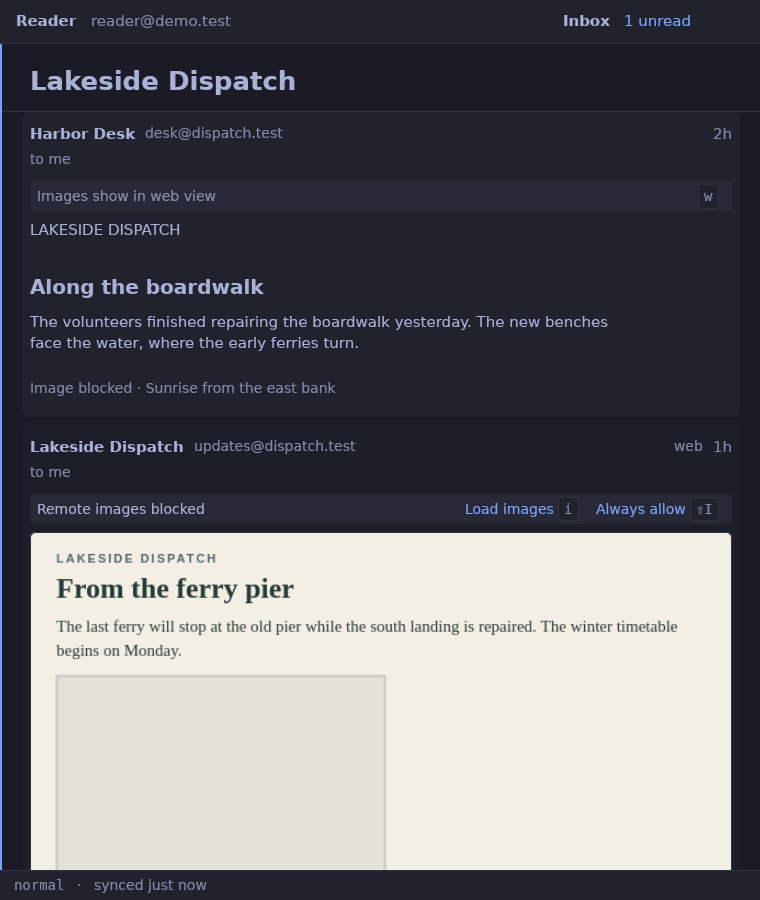 Reader reader@demo.test Inbox 1 unread
Lakeside Dispatch
Harbor Desk desk@dispatch.test 2h
to me
Images show in web view w
LAKESIDE DISPATCH
Along the boardwalk
The volunteers finished repairing the boardwalk yesterday. The new benches
face the water, where the early ferries turn.
Image blocked · Sunrise from the east bank
Lakeside Dispatch updates@dispatch.test web 1h
to me
Remote images blocked Load images i Always allow ⇧I
LAKESIDE DISPATCH
From the ferry pier
The last ferry will stop at the old pier while the south landing is repaired. The winter timetable
begins on Monday.
normal · synced just now